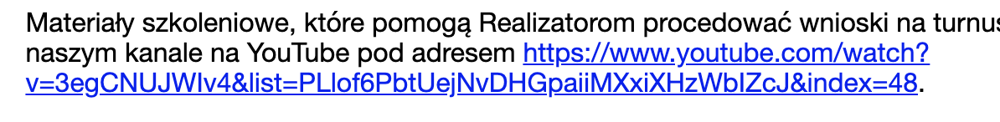 Materiały szkoleniowe, które pomogą Realizatorom procedować wnioski na turnus
naszym kanale na YouTube pod adresem https://www.youtube.com/watch?
v=3egCNUJWIv4&list=PLlof6PbtUejNvDHGpaiiMXxiXHzWbIZcJ&index=48.